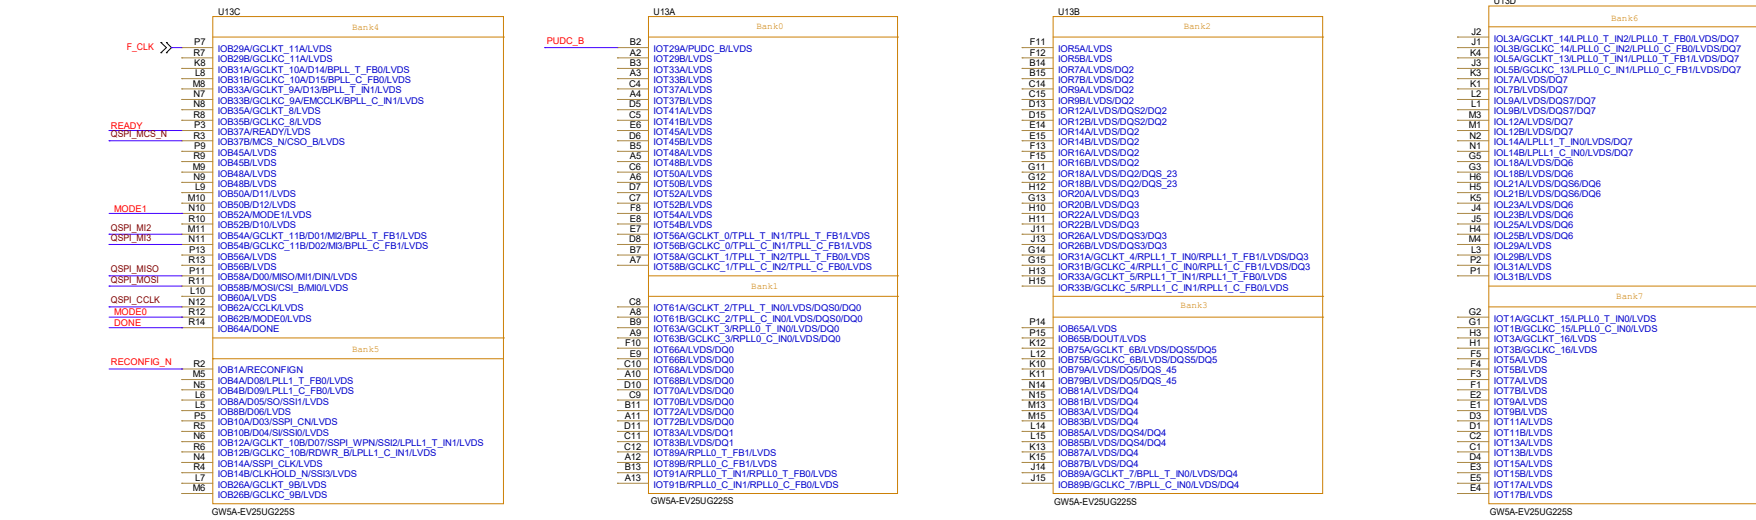 U13C
Bank4
F_CLK P7 IOB29A/GCLKT_11A/LVDS
R7 IOB29B/GCLKC_11A/LVDS
K8 IOB31A/GCLKT_10A/D14/BPLL_T_FB0/LVDS
L8 IOB31B/GCLKC_10A/D15/BPLL_C_FB0/LVDS
M8 IOB33A/GCLKT_9A/D13/BPLL_T_IN1/LVDS
N7 IOB33B/GCLKC_9A/EMCCLK/BPLL_C_IN1/LVDS
N8 IOB35A/GCLKT_8/LVDS
R8 IOB35B/GCLKC_8/LVDS
READY P3 IOB37A/READY/LVDS
QSPI_MCS_N R3 IOB37B/MCS_N/CSO_B/LVDS
P9 IOB45A/LVDS
R9 IOB45B/LVDS
M9 IOB48A/LVDS
N9 IOB48B/LVDS
L9 IOB50A/D11/LVDS
M10 IOB50B/D12/LVDS
MODE1 N10 IOB52A/MODE1/LVDS
R10 IOB52B/D10/LVDS
QSPI_MI2 M11 IOB54A/GCLKT_11B/D01/MI2/BPLL_T_FB1/LVDS
QSPI_MI3 N11 IOB54B/GCLKC_11B/D02/MI3/BPLL_C_FB1/LVDS
P13 IOB56A/LVDS
R13 IOB56B/LVDS
QSPI_MISO P11 IOB58A/D00/MISO/MI1/DIN/LVDS
QSPI_MOSI R11 IOB58B/MOSI/CSI_B/MI0/LVDS
L10 IOB60A/LVDS
QSPI_CCLK N12 IOB62A/CCLK/LVDS
MODE0 R12 IOB62B/MODE0/LVDS
DONE R14 IOB64A/DONE
Bank5
RECONFIG_N R2 IOB1A/RECONFIGN
M5 IOB4A/D08/LPLL1_T_FB0/LVDS
N5 IOB4B/D09/LPLL1_C_FB0/LVDS
L6 IOB8A/D05/SO/SSI1/LVDS
L5 IOB8B/D06/LVDS
P5 IOB10A/D03/SSPI_CN/LVDS
R5 IOB10B/D04/SI/SSI0/LVDS
N6 IOB12A/GCLKT_10B/D07/SSPI_WPN/SSI2/LPLL1_T_IN1/LVDS
R6 IOB12B/GCLKC_10B/RDWR_B/LPLL1_C_IN1/LVDS
N4 IOB14A/SSPI_CLK/LVDS
R4 IOB14B/CLKHOLD_N/SSI3/LVDS
L7 IOB26A/GCLKT_9B/LVDS
M6 IOB26B/GCLKC_9B/LVDS
GW5A-EV25UG225S
U13A
Bank0
PUDC_B B2 IOT29A/PUDC_B/LVDS
A2 IOT29B/LVDS
B3 IOT33A/LVDS
A3 IOT33B/LVDS
C4 IOT37A/LVDS
A4 IOT37B/LVDS
D5 IOT41A/LVDS
C5 IOT41B/LVDS
E6 IOT45A/LVDS
D6 IOT45B/LVDS
B5 IOT48A/LVDS
A5 IOT48B/LVDS
C6 IOT50A/LVDS
A6 IOT50B/LVDS
D7 IOT52A/LVDS
C7 IOT52B/LVDS
F8 IOT54A/LVDS
E8 IOT54B/LVDS
E7 IOT56A/GCLKT_0/TPLL_T_IN1/TPLL_T_FB1/LVDS
D8 IOT56B/GCLKC_0/TPLL_C_IN1/TPLL_C_FB1/LVDS
B7 IOT58A/GCLKT_1/TPLL_T_IN2/TPLL_T_FB0/LVDS
A7 IOT58B/GCLKC_1/TPLL_C_IN2/TPLL_C_FB0/LVDS
Bank1
C8 IOT61A/GCLKT_2/TPLL_T_IN0/LVDS/DQS0/DQ0
A8 IOT61B/GCLKC_2/TPLL_C_IN0/LVDS/DQS0/DQ0
B9 IOT63A/GCLKT_3/RPLL0_T_IN0/LVDS/DQ0
A9 IOT63B/GCLKC_3/RPLL0_C_IN0/LVDS/DQ0
F10 IOT66A/LVDS/DQ0
E9 IOT66B/LVDS/DQ0
C10 IOT68A/LVDS/DQ0
A10 IOT68B/LVDS/DQ0
D10 IOT70A/LVDS/DQ0
C9 IOT70B/LVDS/DQ0
B11 IOT72A/LVDS/DQ0
A11 IOT72B/LVDS/DQ0
D11 IOT83A/LVDS/DQ1
C11 IOT83B/LVDS/DQ1
C12 IOT89A/RPLL0_T_FB1/LVDS
A12 IOT89B/RPLL0_C_FB1/LVDS
B13 IOT91A/RPLL0_T_IN1/RPLL0_T_FB0/LVDS
A13 IOT91B/RPLL0_C_IN1/RPLL0_C_FB0/LVDS
GW5A-EV25UG225S
U13B
Bank2
F11 IOR5A/LVDS
F12 IOR5B/LVDS
B14 IOR7A/LVDS/DQ2
B15 IOR7B/LVDS/DQ2
C14 IOR9A/LVDS/DQ2
C15 IOR9B/LVDS/DQ2
D13 IOR12A/LVDS/DQS2/DQ2
D15 IOR12B/LVDS/DQS2/DQ2
E14 IOR14A/LVDS/DQ2
E15 IOR14B/LVDS/DQ2
F13 IOR16A/LVDS/DQ2
F15 IOR16B/LVDS/DQ2
G11 IOR18A/LVDS/DQ2/DQS_23
G12 IOR18B/LVDS/DQ2/DQS_23
H12 IOR20A/LVDS/DQ3
G13 IOR20B/LVDS/DQ3
H10 IOR22A/LVDS/DQ3
H11 IOR22B/LVDS/DQ3
J11 IOR26A/LVDS/DQS3/DQ3
J13 IOR26B/LVDS/DQS3/DQ3
G14 IOR31A/GCLKT_4/RPLL1_T_IN0/RPLL1_T_FB1/LVDS/DQ3
G15 IOR31B/GCLKC_4/RPLL1_C_IN0/RPLL1_C_FB1/LVDS/DQ3
H13 IOR33A/GCLKT_5/RPLL1_T_IN1/RPLL1_T_FB0/LVDS
H15 IOR33B/GCLKC_5/RPLL1_C_IN1/RPLL1_C_FB0/LVDS
Bank3
P14 IOB65A/LVDS
P15 IOB65B/DOUT/LVDS
K12 IOB75A/GCLKT_6B/LVDS/DQS5/DQ5
L12 IOB75B/GCLKC_6B/LVDS/DQS5/DQ5
K10 IOB79A/LVDS/DQ5/DQS_45
K11 IOB79B/LVDS/DQ5/DQS_45
N14 IOB81A/LVDS/DQ4
N15 IOB81B/LVDS/DQ4
M13 IOB83A/LVDS/DQ4
M15 IOB83B/LVDS/DQ4
L14 IOB85A/LVDS/DQS4/DQ4
L15 IOB85B/LVDS/DQS4/DQ4
K13 IOB87A/LVDS/DQ4
K15 IOB87B/LVDS/DQ4
J14 IOB89A/GCLKT_7/BPLL_T_IN0/LVDS/DQ4
J15 IOB89B/GCLKC_7/BPLL_C_IN0/LVDS/DQ4
GW5A-EV25UG225S
U13D
Bank6
J2 IOL3A/GCLKT_14/LPLL0_T_IN2/LPLL0_T_FB0/LVDS/DQ7
J1 IOL3B/GCLKC_14/LPLL0_C_IN2/LPLL0_C_FB0/LVDS/DQ7
K4 IOL5A/GCLKT_13/LPLL0_T_IN1/LPLL0_T_FB1/LVDS/DQ7
J3 IOL5B/GCLKC_13/LPLL0_C_IN1/LPLL0_C_FB1/LVDS/DQ7
K3 IOL7A/LVDS/DQ7
K1 IOL7B/LVDS/DQ7
L2 IOL9A/LVDS/DQS7/DQ7
L1 IOL9B/LVDS/DQS7/DQ7
M3 IOL12A/LVDS/DQ7
M1 IOL12B/LVDS/DQ7
N2 IOL14A/LPLL1_T_IN0/LVDS/DQ7
N1 IOL14B/LPLL1_C_IN0/LVDS/DQ7
G5 IOL18A/LVDS/DQ6
G3 IOL18B/LVDS/DQ6
H6 IOL21A/LVDS/DQS6/DQ6
H5 IOL21B/LVDS/DQS6/DQ6
K5 IOL23A/LVDS/DQ6
J4 IOL23B/LVDS/DQ6
J5 IOL25A/LVDS/DQ6
H4 IOL25B/LVDS/DQ6
M4 IOL29A/LVDS
L3 IOL29B/LVDS
P2 IOL31A/LVDS
P1 IOL31B/LVDS
Bank7
G2 IOT1A/GCLKT_15/LPLL0_T_IN0/LVDS
G1 IOT1B/GCLKC_15/LPLL0_C_IN0/LVDS
H3 IOT3A/GCLKT_16/LVDS
H1 IOT3B/GCLKC_16/LVDS
F5 IOT5A/LVDS
F4 IOT5B/LVDS
F3 IOT7A/LVDS
F1 IOT7B/LVDS
E2 IOT9A/LVDS
E1 IOT9B/LVDS
D3 IOT11A/LVDS
D1 IOT11B/LVDS
C2 IOT13A/LVDS
C1 IOT13B/LVDS
D4 IOT15A/LVDS
E3 IOT15B/LVDS
E5 IOT17A/LVDS
E4 IOT17B/LVDS
GW5A-EV25UG225S